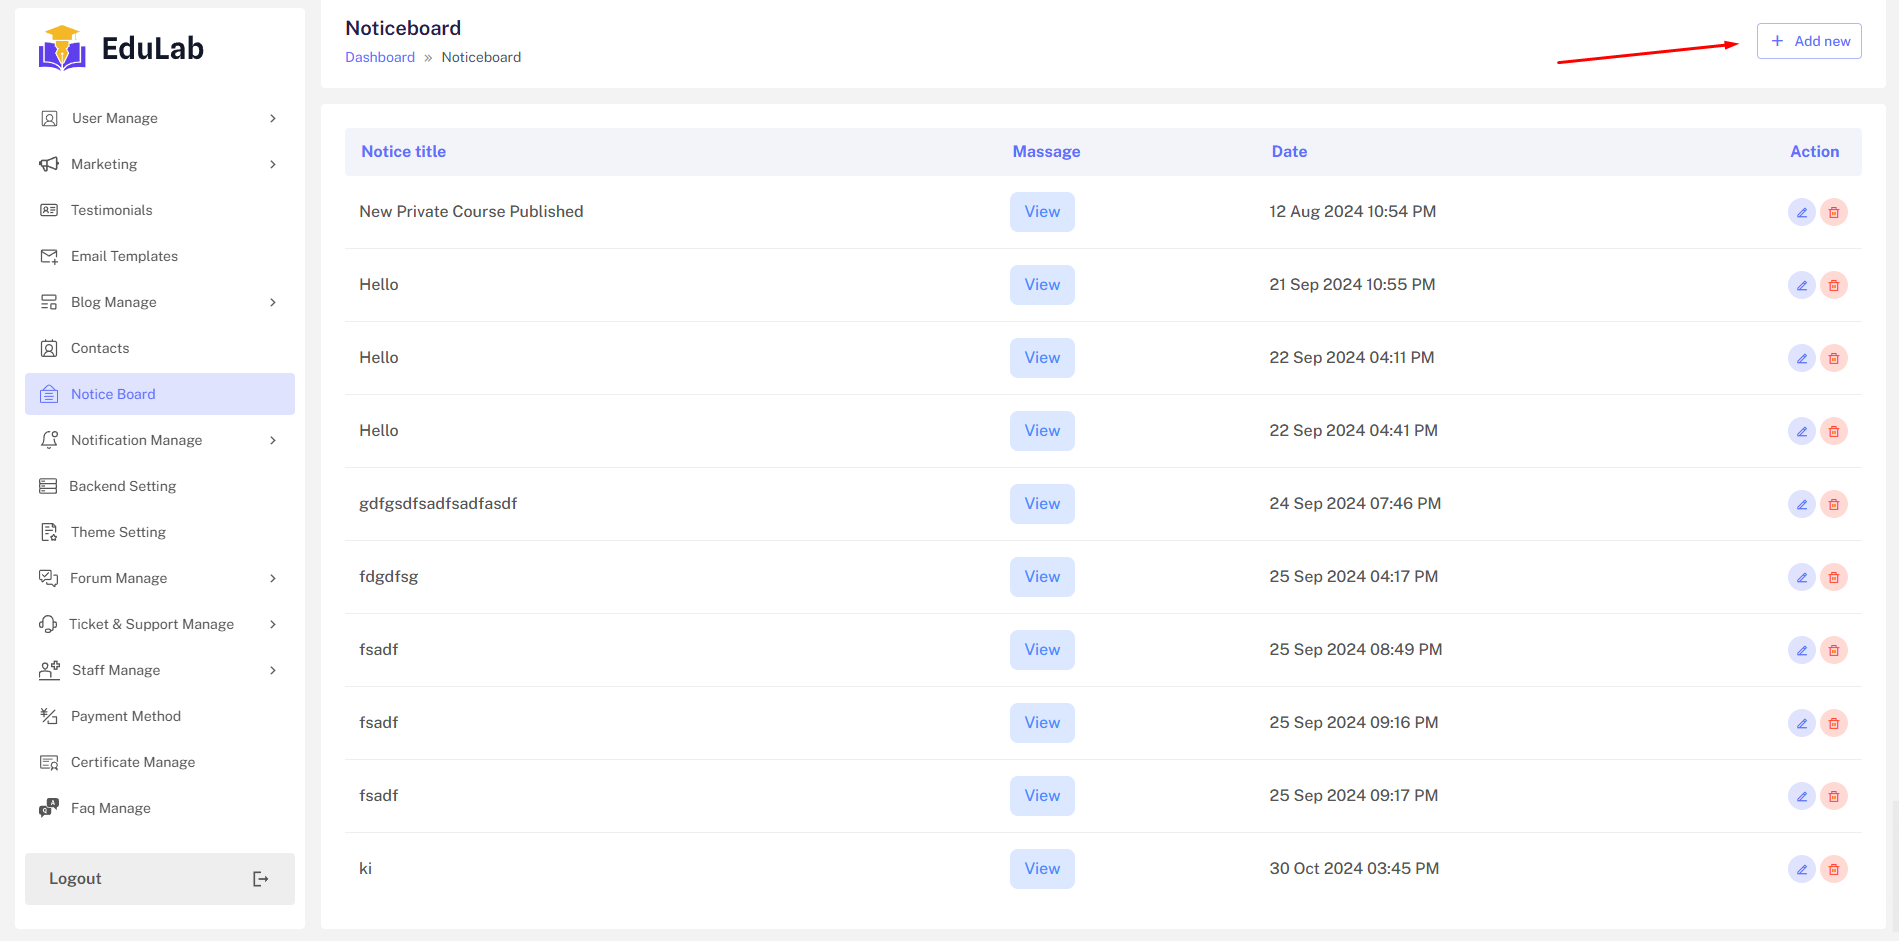 EduLab
User Manage
Marketing
Testimonials
Email Templates
Blog Manage
Contacts
Notice Board
Notification Manage
Backend Setting
Theme Setting
Forum Manage
Ticket & Support Manage
Staff Manage
Payment Method
Certificate Manage
Faq Manage
Logout
Noticeboard
Dashboard » Noticeboard
+ Add new
Notice title Massage Date Action
New Private Course Published View 12 Aug 2024 10:54 PM
Hello View 21 Sep 2024 10:55 PM
Hello View 22 Sep 2024 04:11 PM
Hello View 22 Sep 2024 04:41 PM
gdfgsdfsadfsadfasdf View 24 Sep 2024 07:46 PM
fdgdfsg View 25 Sep 2024 04:17 PM
fsadf View 25 Sep 2024 08:49 PM
fsadf View 25 Sep 2024 09:16 PM
fsadf View 25 Sep 2024 09:17 PM
ki View 30 Oct 2024 03:45 PM